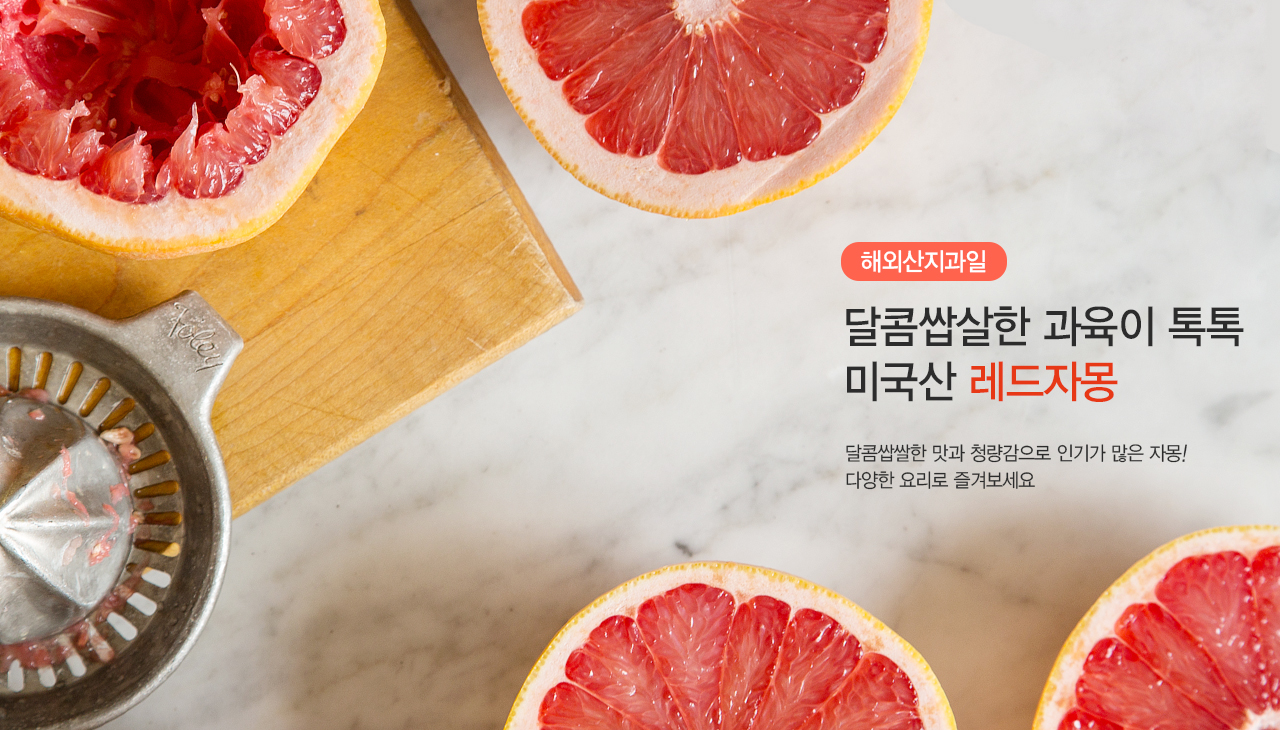 해외산지과일
달콤쌉살한 과육이 톡톡
미국산 레드자몽
달콤쌉쌀한 맛과 청량감으로 인기가 많은 자몽!
다양한 요리로 즐겨보세요